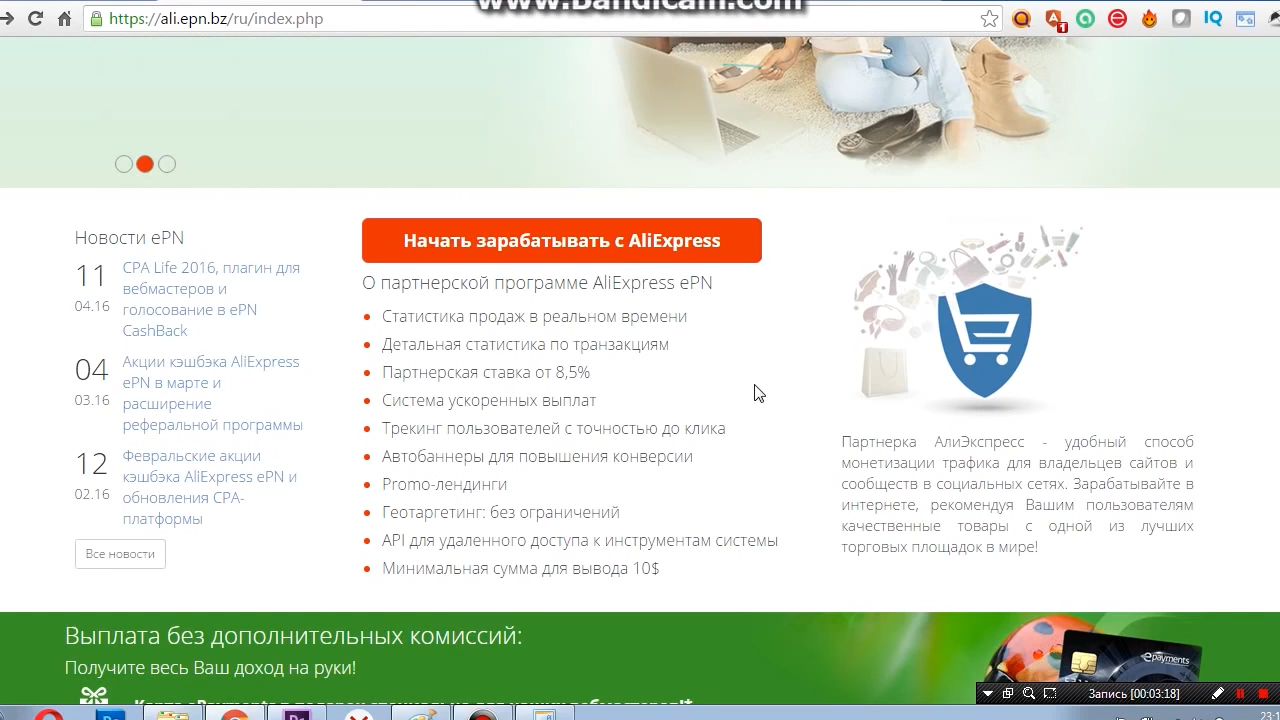 www.Bandicam.com
https://ali.epn.bz/ru/index.php
1
IQ
Новости ePN
11
04.16
CPA Life 2016, плагин для
вебмастеров и
голосование в ePN
CashBack
04
03.16
Акции кэшбэка AliExpress
ePN в марте и
расширение
реферальной программы
12
02.16
Февральские акции
кэшбэка AliExpress ePN и
обновления CPA-
платформы
Все новости
Начать зарабатывать с AliExpress
О партнерской программе AliExpress ePN
Статистика продаж в реальном времени
Детальная статистика по транзакциям
Партнерская ставка от 8,5%
Система ускоренных выплат
Трекинг пользователей с точностью до клика
Автобаннеры для повышения конверсии
Promo-лендинги
Геотаргетинг: без ограничений
API для удаленного доступа к инструментам системы
Минимальная сумма для вывода 10$
Партнерка АлиЭкспресс - удобный способ
монетизации трафика для владельцев сайтов и
сообществ в социальных сетях. Зарабатывайте в
интернете, рекомендуя Вашим пользователям
качественные товары с одной из лучших
торговых площадок в мире!
Выплата без дополнительных комиссий:
Получите весь Ваш доход на руки!
epayments
Запись [00:03:18]